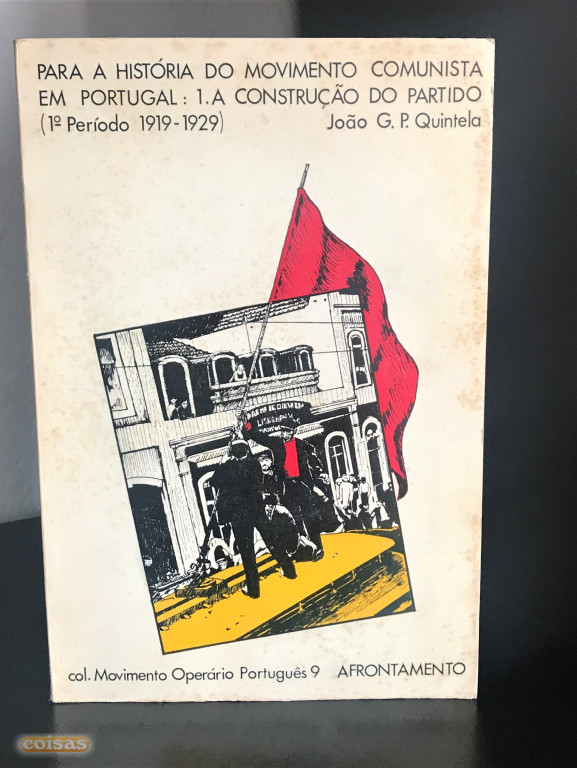 PARA A HISTÓRIA DO MOVIMENTO COMUNISTA
EM PORTUGAL: 1. A CONSTRUÇÃO DO PARTIDO
(1º Período 1919-1929) João G. P. Quintela
col. Movimento Operário Português 9 AFRONTAMENTO
coisas